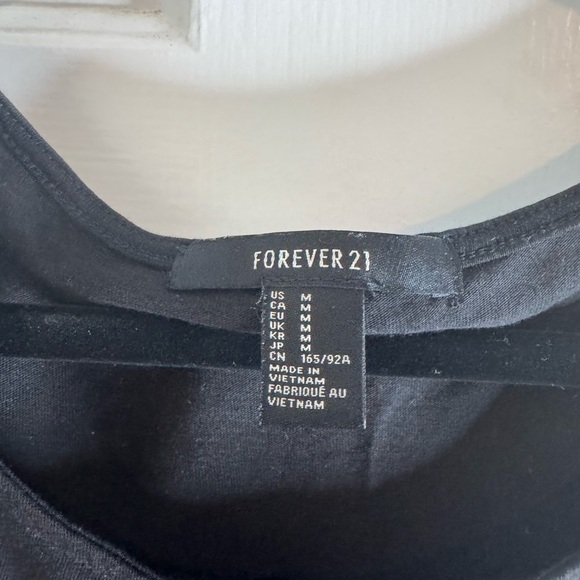 FOREVER 21
US M
CA M
EU M
UK M
KR M
JP M
CN 165/92A
MADE IN
VIETNAM
FABRIQUÉ AU
VIETNAM